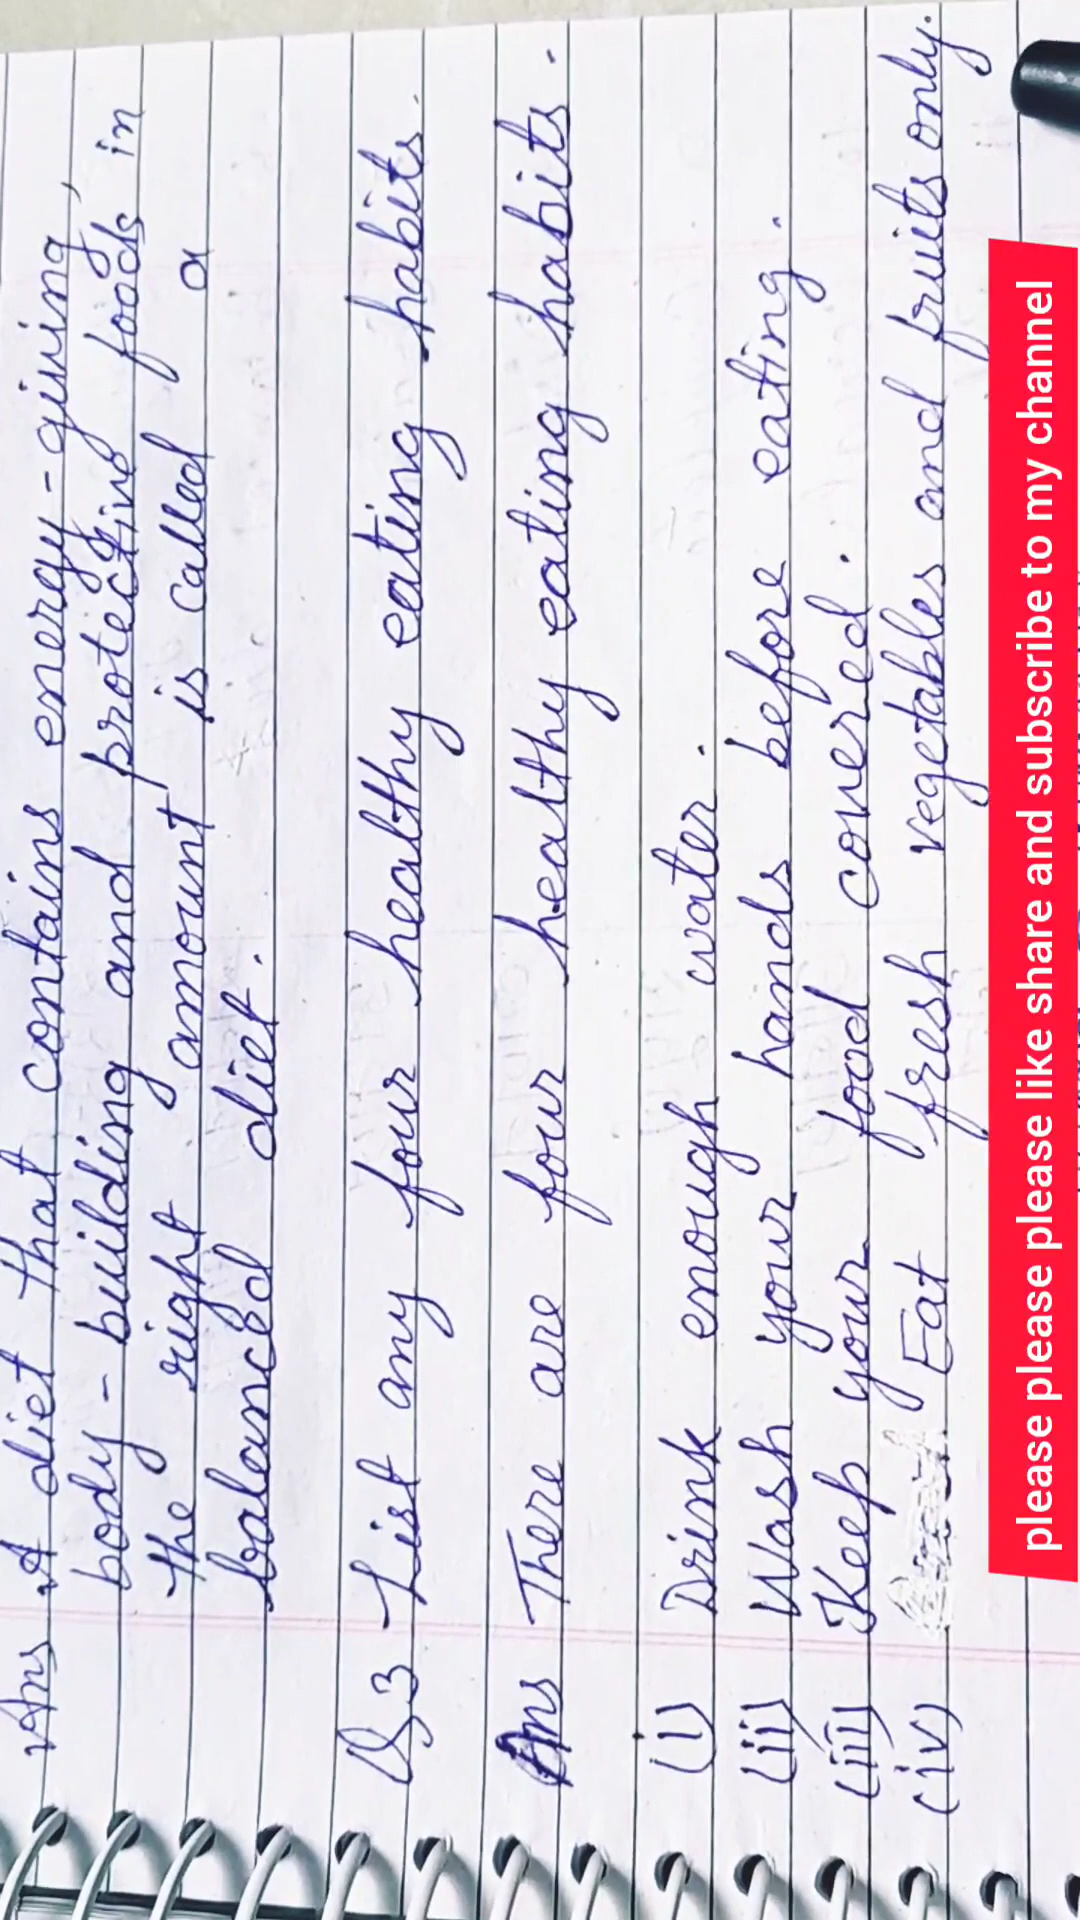 Ans A diet that contains energy-giving,
body-building and protective foods in
the right amount is called a
balanced diet.
Q3 List any four healthy eating habits.
Ans There are four healthy eating habits.
(i) Drink enough water.
(ii) Wash your hands before eating.
(iii) Keep your food covered.
(iv) Eat fresh vegetables and fruits only.
please please please like share and subscribe to my channel